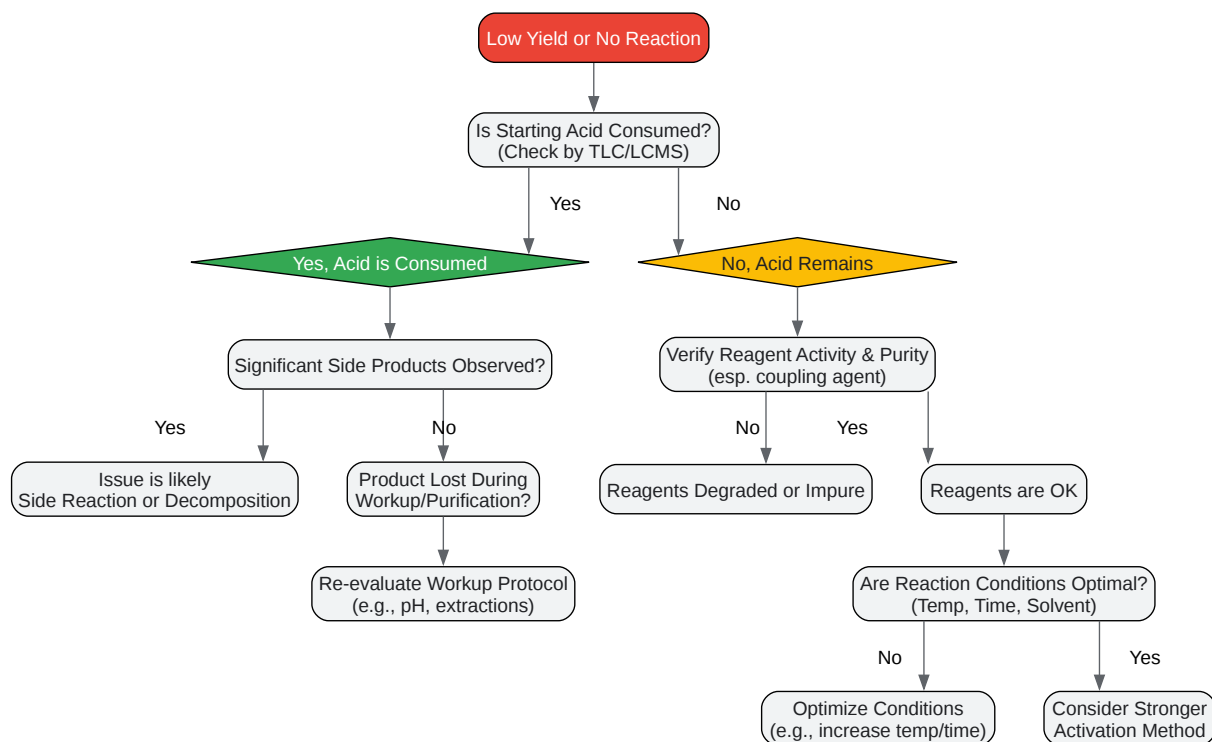 Low Yield or No Reaction
Is Starting Acid Consumed?
(Check by TLC/LCMS)
Yes
No
Yes, Acid is Consumed
No, Acid Remains
Significant Side Products Observed?
Verify Reagent Activity & Purity
(esp. coupling agent)
Yes
No
No
Yes
Issue is likely
Side Reaction or Decomposition
Product Lost During
Workup/Purification?
Reagents Degraded or Impure
Reagents are OK
Re-evaluate Workup Protocol
(e.g., pH, extractions)
Are Reaction Conditions Optimal?
(Temp, Time, Solvent)
No
Yes
Optimize Conditions
(e.g., increase temp/time)
Consider Stronger
Activation Method